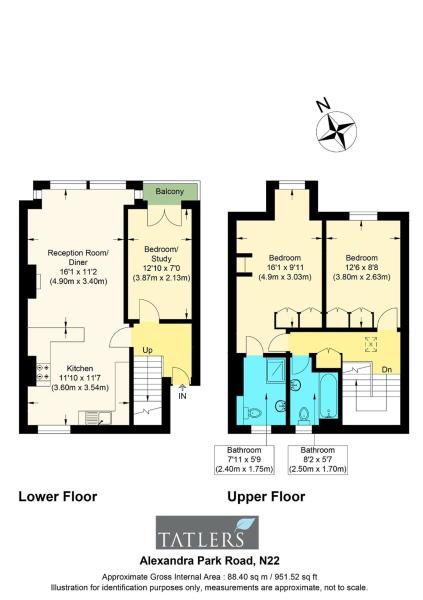 N
Balcony
Reception Room/
Diner
16'1 x 11'2
(4.90m x 3.40m)
Bedroom/
Study
12'10 x 7'0
(3.87m x 2.13m)
Kitchen
11'10 x 11'7
(3.60m x 3.54m)
Up
IN
Bedroom
16'1 x 9'11
(4.9m x 3.03m)
Bedroom
12'6 x 8'8
(3.80m x 2.63m)
Dn
Bathroom
7'11 x 5'9
(2.40m x 1.75m)
Bathroom
8'2 x 5'7
(2.50m x 1.70m)
Lower Floor
Upper Floor
TATLERS
Alexandra Park Road, N22
Approximate Gross Internal Area : 88.40 sq m / 951.52 sq ft
Illustration for identification purposes only, measurements are approximate, not to scale.